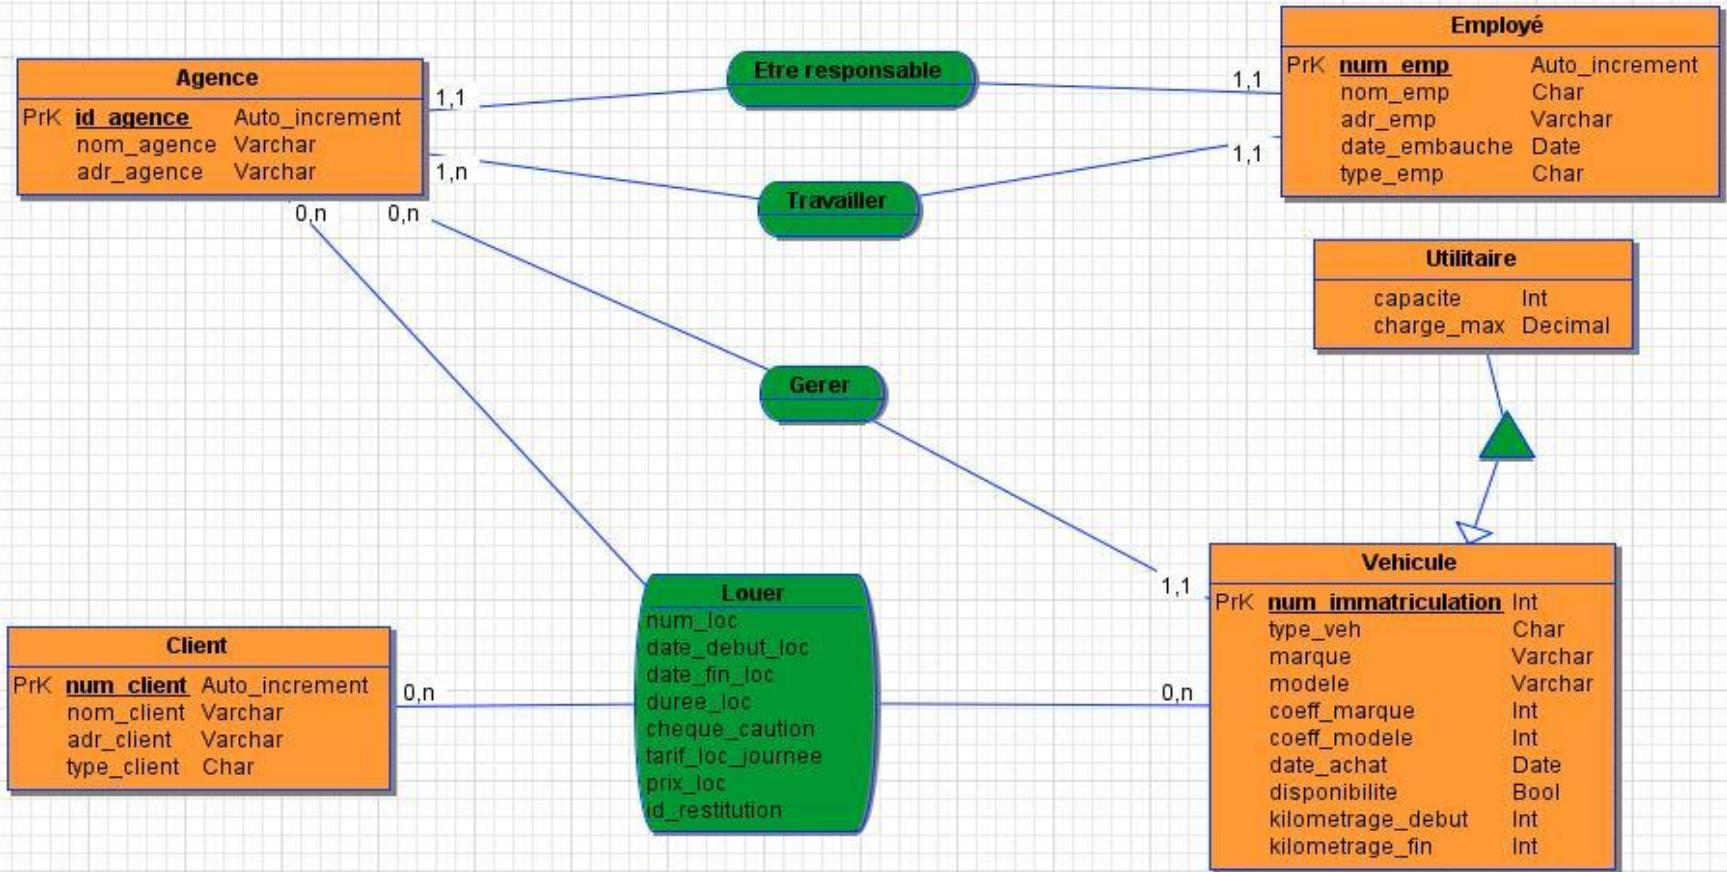 Agence
PrK id_agence Auto_increment
nom_agence Varchar
adr_agence Varchar
1,1
Etre responsable
1,1
Employé
PrK num_emp Auto_increment
nom_emp Char
adr_emp Varchar
date_embauche Date
type_emp Char
1,n
Travailler
1,1
0,n
0,n
Utilitaire
capacite Int
charge_max Decimal
Gerer
1,1
Client
PrK num_client Auto_increment
nom_client Varchar
adr_client Varchar
type_client Char
0,n
Louer
num_loc
date_debut_loc
date_fin_loc
duree_loc
cheque_caution
tarif_loc_journee
prix_loc
id_restitution
0,n
Vehicule
PrK num_immatriculation Int
type_veh Char
marque Varchar
modele Varchar
coeff_marque Int
coeff_modele Int
date_achat Date
disponibilite Bool
kilometrage_debut Int
kilometrage_fin Int